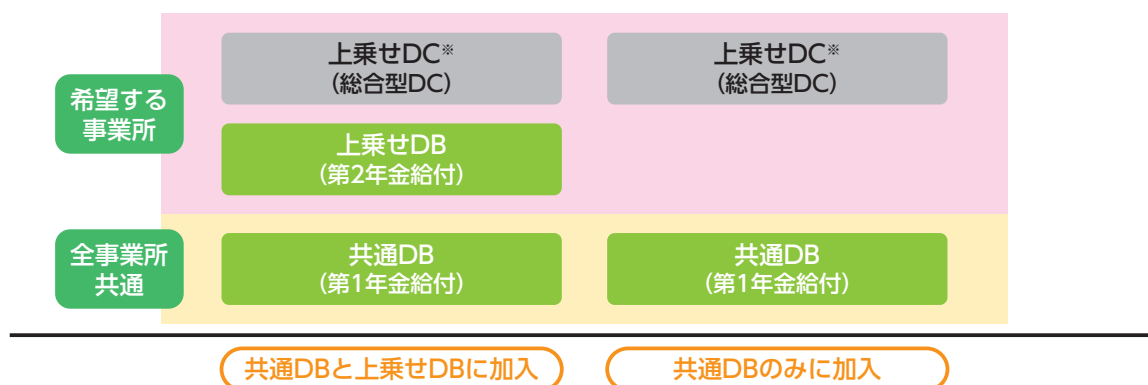 上乗せDC※
(総合型DC)
上乗せDC※
(総合型DC)
希望する
事業所
上乗せDB
(第2年金給付)
全事業所
共通
共通DB
(第1年金給付)
共通DB
(第1年金給付)
共通DBと上乗せDBに加入
共通DBのみに加入